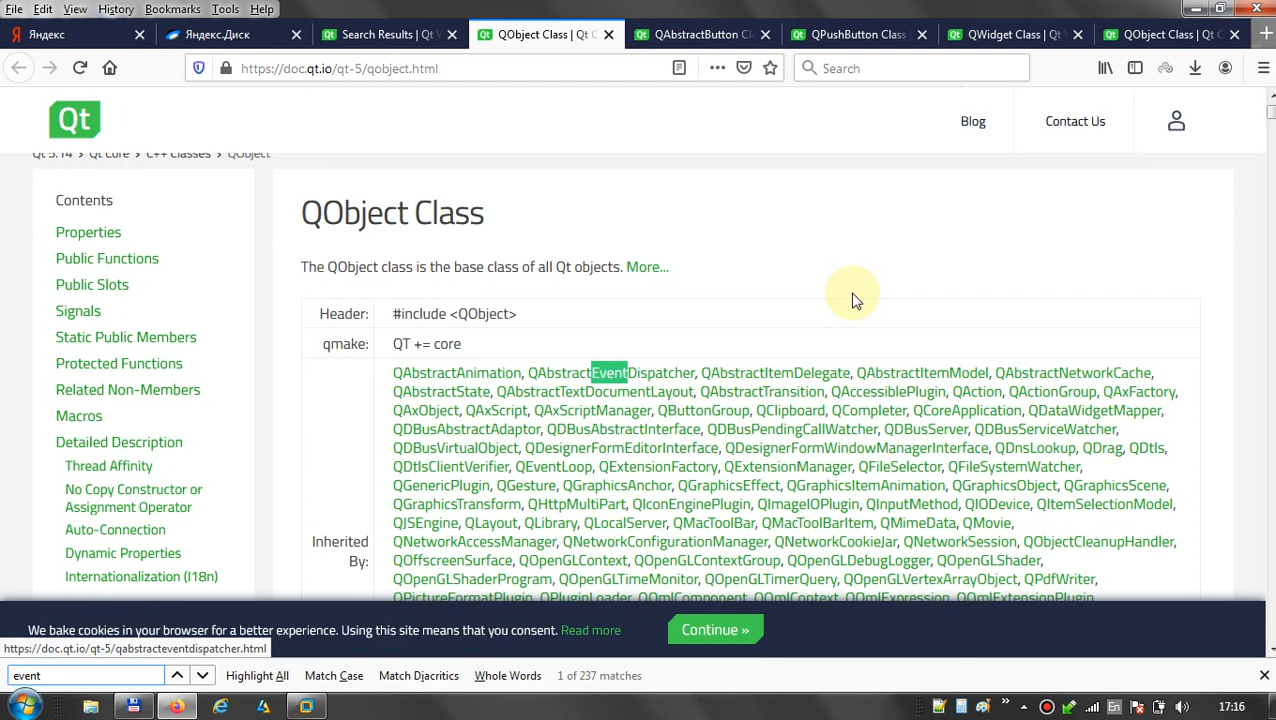 File Edit View History Bookmarks Tools Help
Яндекс
Яндекс.Диск
Search Results | Qt
QObject Class | Qt C
QAbstractButton Cl
QPushButton Class
QWidget Class | Qt
QObject Class | Qt C
https://doc.qt.io/qt-5/qobject.html
Search
Qt
Blog
Contact Us
Qt 5.14 > Qt Core > C++ Classes > QObject
Contents
Properties
Public Functions
Public Slots
Signals
Static Public Members
Protected Functions
Related Non-Members
Macros
Detailed Description
Thread Affinity
No Copy Constructor or
Assignment Operator
Auto-Connection
Dynamic Properties
Internationalization (I18n)
QObject Class
The QObject class is the base class of all Qt objects. More...
Header: #include <QObject>
qmake: QT += core
Inherited By:
QAbstractAnimation, QAbstractEventDispatcher, QAbstractItemDelegate, QAbstractItemModel, QAbstractNetworkCache,
QAbstractState, QAbstractTextDocumentLayout, QAbstractTransition, QAccessiblePlugin, QAction, QActionGroup, QAxFactory,
QAxObject, QAxScript, QAxScriptManager, QButtonGroup, QClipboard, QCompleter, QCoreApplication, QDataWidgetMapper,
QDBusAbstractAdaptor, QDBusAbstractInterface, QDBusPendingCallWatcher, QDBusServer, QDBusServiceWatcher,
QDBusVirtualObject, QDesignerFormEditorInterface, QDesignerFormWindowManagerInterface, QDnsLookup, QDrag, QDtls,
QDtlsClientVerifier, QEventLoop, QExtensionFactory, QExtensionManager, QFileSelector, QFileSystemWatcher,
QGenericPlugin, QGesture, QGraphicsAnchor, QGraphicsEffect, QGraphicsItemAnimation, QGraphicsObject, QGraphicsScene,
QGraphicsTransform, QHttpMultiPart, QIconEnginePlugin, QImageIOPlugin, QInputMethod, QIODevice, QItemSelectionModel,
QJSEngine, QLayout, QLibrary, QLocalServer, QMacToolBar, QMacToolBarItem, QMimeData, QMovie,
QNetworkAccessManager, QNetworkConfigurationManager, QNetworkCookieJar, QNetworkSession, QObjectCleanupHandler,
QOffscreenSurface, QOpenGLContext, QOpenGLContextGroup, QOpenGLDebugLogger, QOpenGLShader,
QOpenGLShaderProgram, QOpenGLTimeMonitor, QOpenGLTimerQuery, QOpenGLVertexArrayObject, QPdfWriter,
QPictureFormatPlugin, QPluginLoader, QQmlComponent, QQmlContext, QQmlExpression, QQmlExtensionPlugin,
We bake cookies in your browser for a better experience. Using this site means that you consent. Read more
Continue »
https://doc.qt.io/qt-5/qabstracteventdispatcher.html
event
Highlight All Match Case Match Diacritics Whole Words 1 of 237 matches
En
17:16